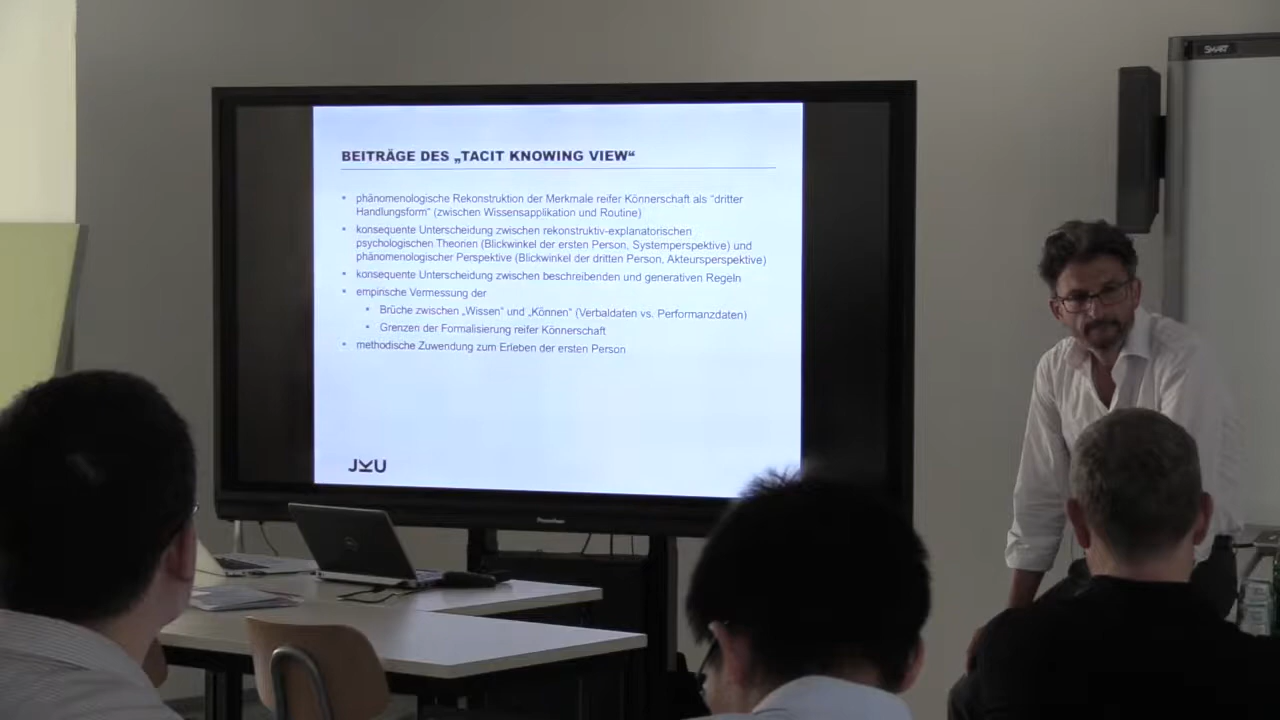 BEITRÄGE DES „TACIT KNOWING VIEW“
• phänomenologische Rekonstruktion der Merkmale reifer Könnerschaft als "dritter
Handlungsform" (zwischen Wissensapplikation und Routine)
• konsequente Unterscheidung zwischen rekonstruktiv-explanatorischen
psychologischen Theorien (Blickwinkel der ersten Person, Systemperspektive) und
phänomenologischer Perspektive (Blickwinkel der dritten Person, Akteursperspektive)
• konsequente Unterscheidung zwischen beschreibenden und generativen Regeln
• empirische Vermessung der
• Brüche zwischen „Wissen“ und „Können“ (Verbaldaten vs. Performanzdaten)
• Grenzen der Formalisierung reifer Könnerschaft
• methodische Zuwendung zum Erleben der ersten Person
JKU
SMART